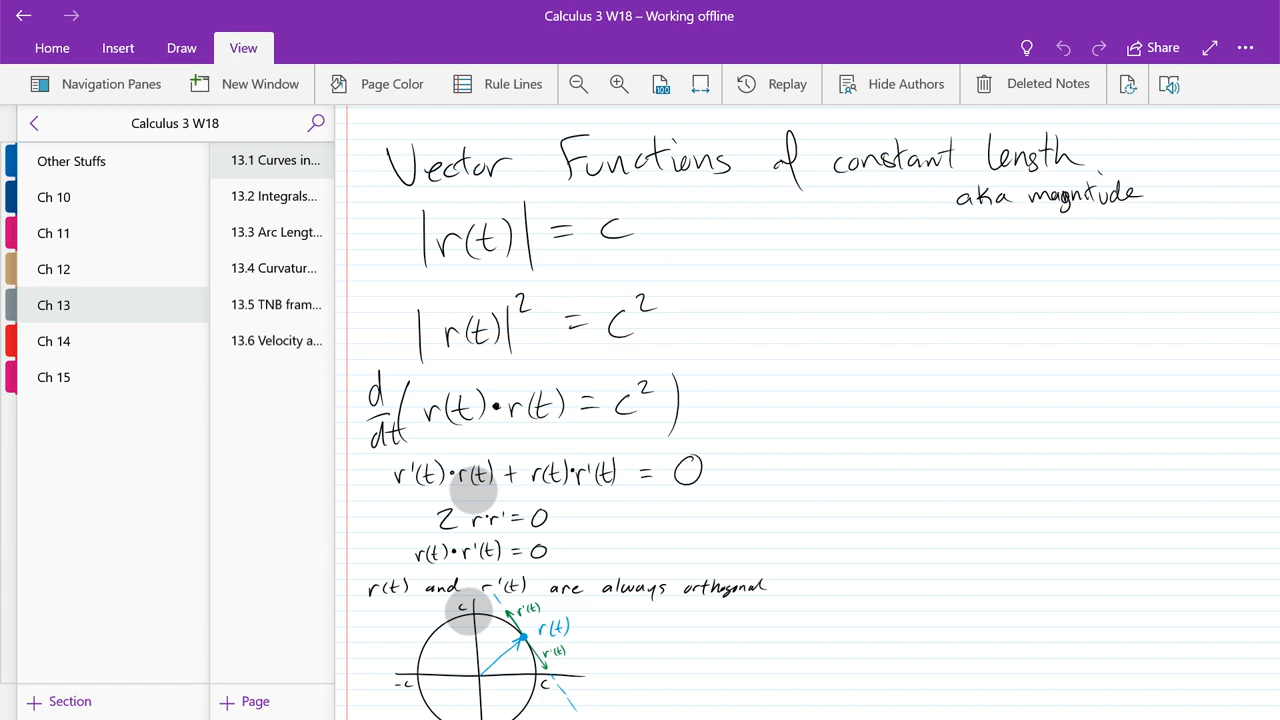 Calculus 3 W18 – Working offline
Home Insert Draw View Share
Navigation Panes New Window Page Color Rule Lines 100 Replay Hide Authors Deleted Notes
Calculus 3 W18
Other Stuffs
Ch 10
Ch 11
Ch 12
Ch 13
Ch 14
Ch 15
13.1 Curves in...
13.2 Integrals...
13.3 Arc Leng...
13.4 Curvatur...
13.5 TNB fram...
13.6 Velocity a...
Section
Page
Vector Functions of constant length
aka magnitude
|r(t)| = c
|r(t)|² = c²
d/dt( r(t)•r(t) = c² )
r'(t)•r(t) + r(t)•r'(t) = 0
2 r•r' = 0
r(t)•r'(t) = 0
r(t) and r'(t) are always orthogonal
c
r'(t)
r(t)
r'(t)
-c
c